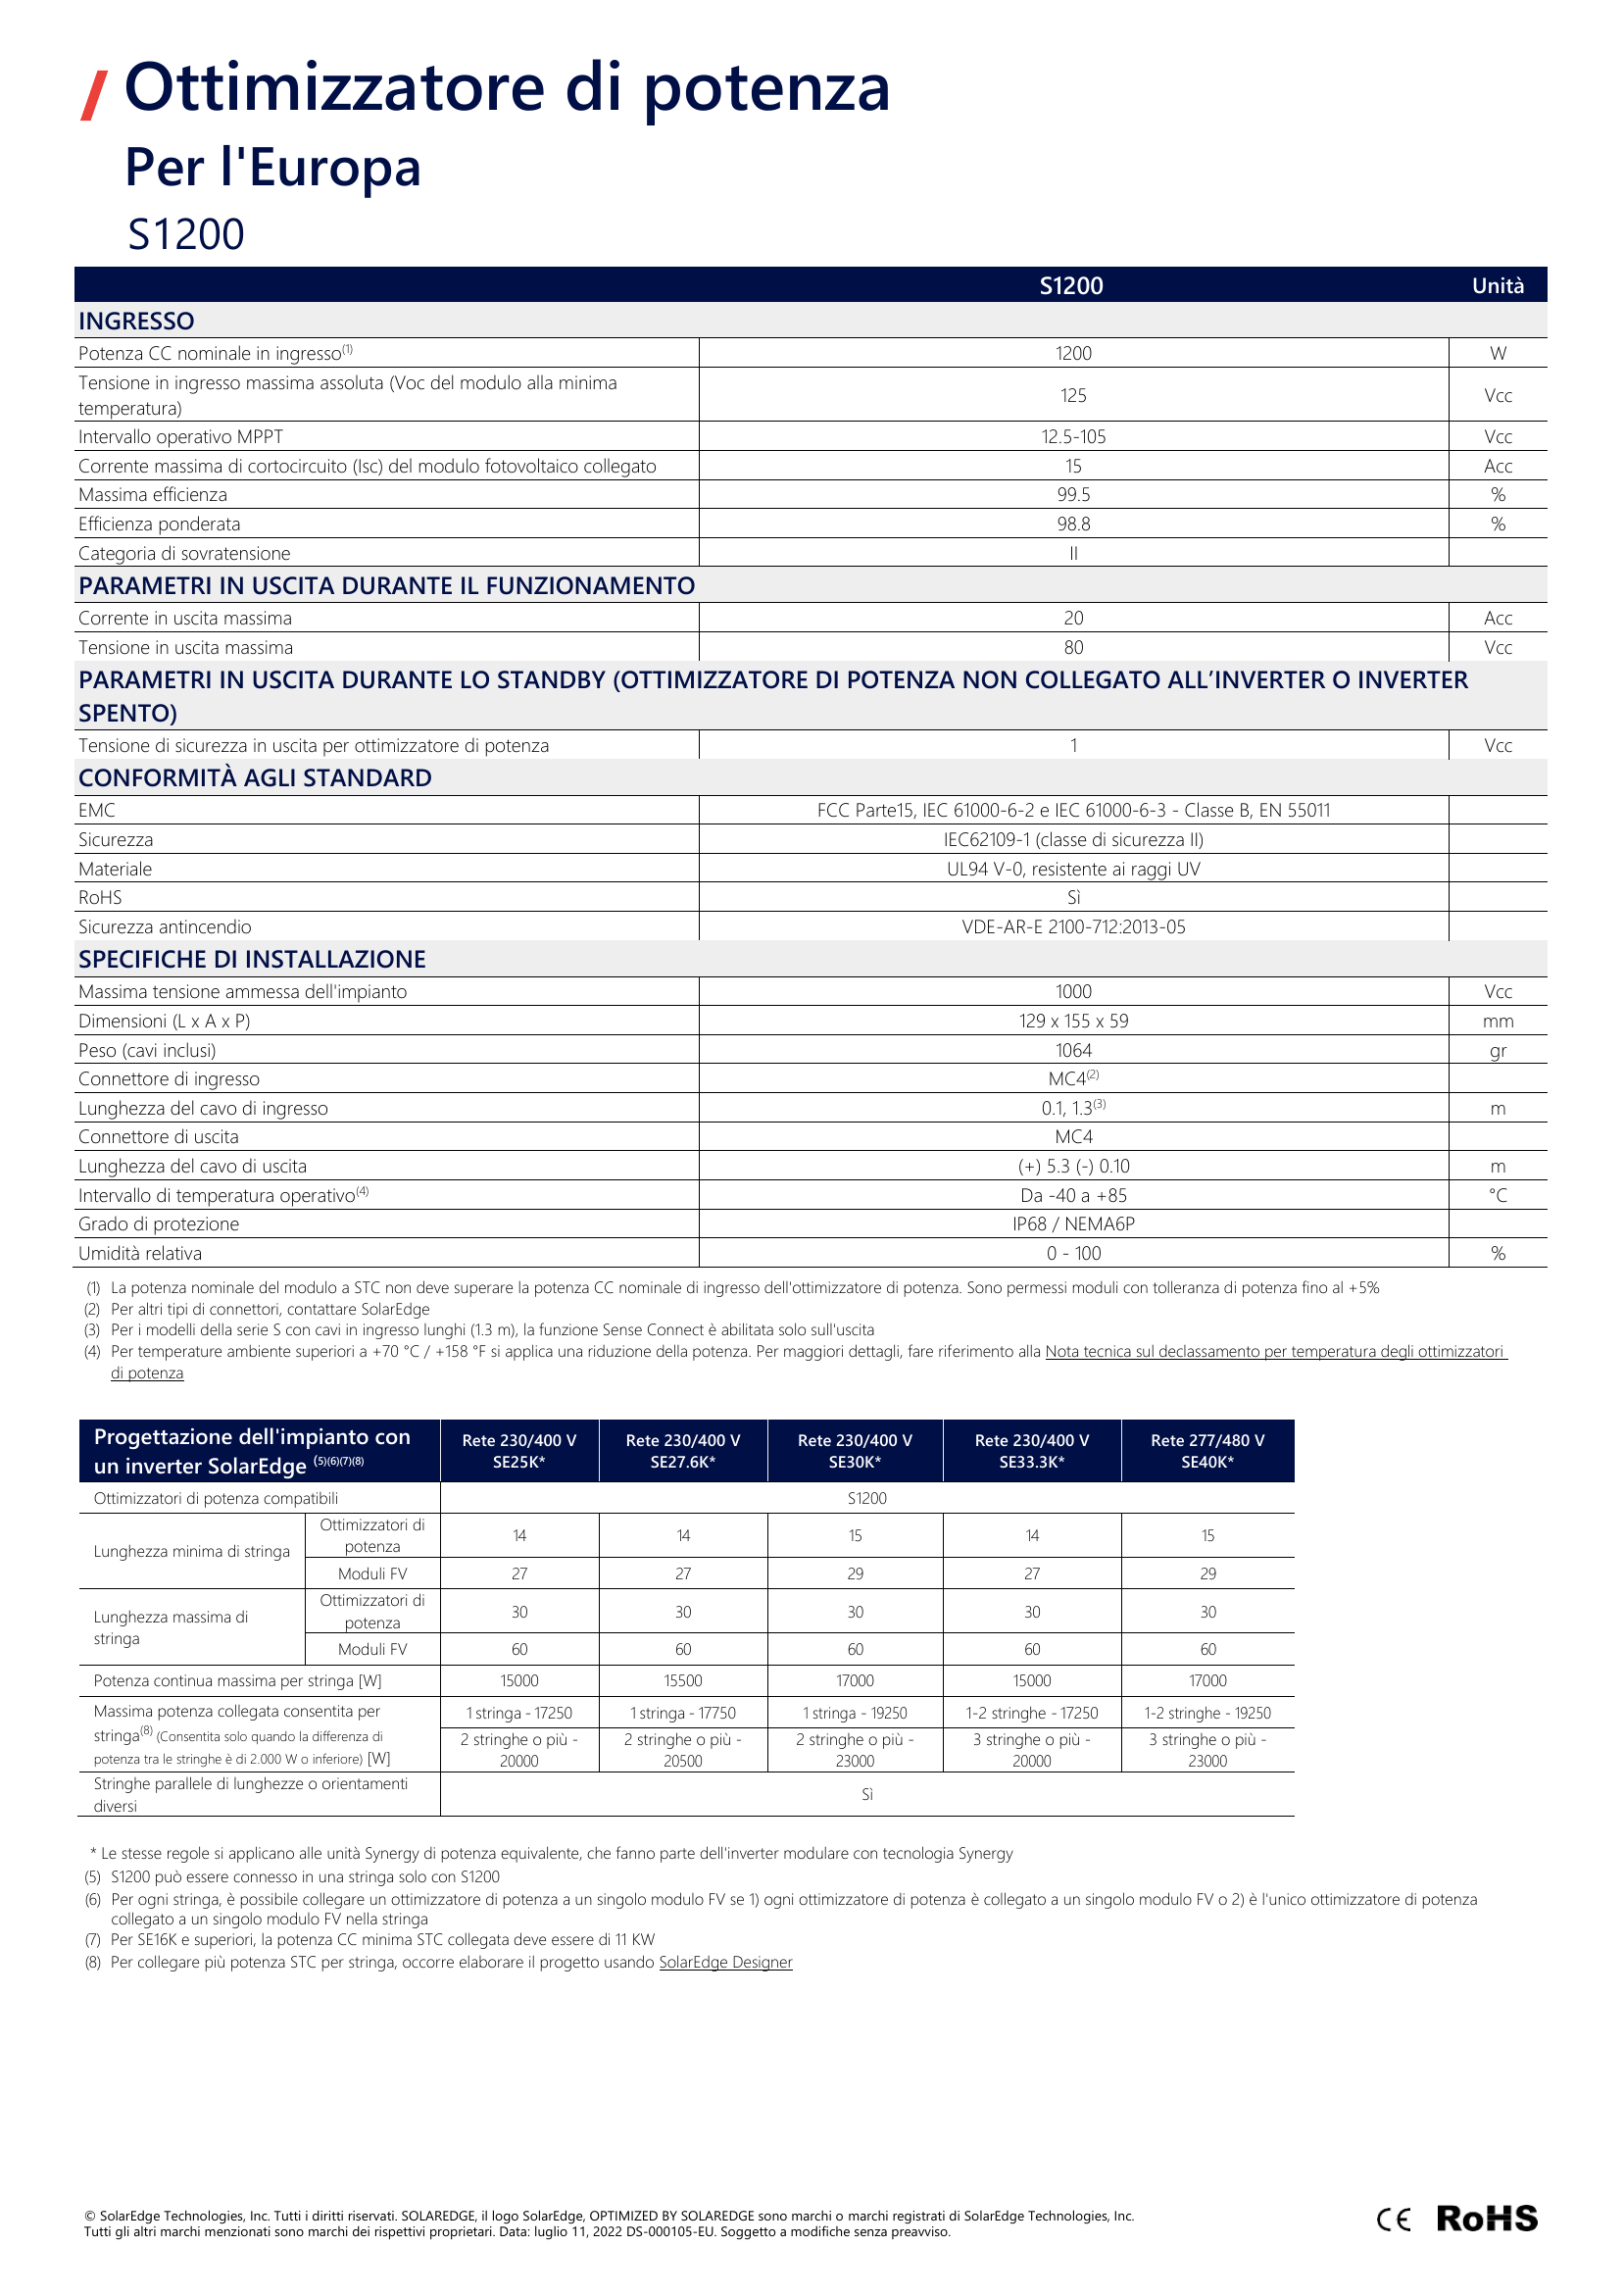 Ottimizzatore di potenza
Per l'Europa
S1200
S1200 Unità
INGRESSO
Potenza CC nominale in ingresso(1) 1200 W
Tensione in ingresso massima assoluta (Voc del modulo alla minima
temperatura) 125 Vcc
Intervallo operativo MPPT 12.5-105 Vcc
Corrente massima di cortocircuito (Isc) del modulo fotovoltaico collegato 15 Acc
Massima efficienza 99.5 %
Efficienza ponderata 98.8 %
Categoria di sovratensione II
PARAMETRI IN USCITA DURANTE IL FUNZIONAMENTO
Corrente in uscita massima 20 Acc
Tensione in uscita massima 80 Vcc
PARAMETRI IN USCITA DURANTE LO STANDBY (OTTIMIZZATORE DI POTENZA NON COLLEGATO ALL'INVERTER O INVERTER
SPENTO)
Tensione di sicurezza in uscita per ottimizzatore di potenza 1 Vcc
CONFORMITÀ AGLI STANDARD
EMC FCC Parte15, IEC 61000-6-2 e IEC 61000-6-3 - Classe B, EN 55011
Sicurezza IEC62109-1 (classe di sicurezza II)
Materiale UL94 V-0, resistente ai raggi UV
RoHS Sì
Sicurezza antincendio VDE-AR-E 2100-712:2013-05
SPECIFICHE DI INSTALLAZIONE
Massima tensione ammessa dell'impianto 1000 Vcc
Dimensioni (L x A x P) 129 x 155 x 59 mm
Peso (cavi inclusi) 1064 gr
Connettore di ingresso MC4(2)
Lunghezza del cavo di ingresso 0.1, 1.3(3) m
Connettore di uscita MC4
Lunghezza del cavo di uscita (+) 5.3 (-) 0.10 m
Intervallo di temperatura operativo(4) Da -40 a +85 °C
Grado di protezione IP68 / NEMA6P
Umidità relativa 0 - 100 %
(1) La potenza nominale del modulo a STC non deve superare la potenza CC nominale di ingresso dell'ottimizzatore di potenza. Sono permessi moduli con tolleranza di potenza fino al +5%
(2) Per altri tipi di connettori, contattare SolarEdge
(3) Per i modelli della serie S con cavi in ingresso lunghi (1.3 m), la funzione Sense Connect è abilitata solo sull'uscita
(4) Per temperature ambiente superiori a +70 °C / +158 °F si applica una riduzione della potenza. Per maggiori dettagli, fare riferimento alla Nota tecnica sul declassamento per temperatura degli ottimizzatori
di potenza
Progettazione dell'impianto con
un inverter SolarEdge (5)(6)(7)(8)
Rete 230/400 V SE25K*
Rete 230/400 V SE27.6K*
Rete 230/400 V SE30K*
Rete 230/400 V SE33.3K*
Rete 277/480 V SE40K*
Ottimizzatori di potenza compatibili S1200
Lunghezza minima di stringa
Ottimizzatori di potenza 14 14 15 14 15
Moduli FV 27 27 29 27 29
Lunghezza massima di
stringa
Ottimizzatori di potenza 30 30 30 30 30
Moduli FV 60 60 60 60 60
Potenza continua massima per stringa [W] 15000 15500 17000 15000 17000
Massima potenza collegata consentita per
stringa(8) (Consentita solo quando la differenza di
potenza tra le stringhe è di 2.000 W o inferiore) [W]
1 stringa - 17250 1 stringa - 17750 1 stringa - 19250 1-2 stringhe - 17250 1-2 stringhe - 19250
2 stringhe o più - 2 stringhe o più - 2 stringhe o più - 3 stringhe o più - 3 stringhe o più -
20000 20500 23000 20000 23000
Stringhe parallele di lunghezze o orientamenti
diversi Sì
* Le stesse regole si applicano alle unità Synergy di potenza equivalente, che fanno parte dell'inverter modulare con tecnologia Synergy
(5) S1200 può essere connesso in una stringa solo con S1200
(6) Per ogni stringa, è possibile collegare un ottimizzatore di potenza a un singolo modulo FV se 1) ogni ottimizzatore di potenza è collegato a un singolo modulo FV o 2) è l'unico ottimizzatore di potenza
collegato a un singolo modulo FV nella stringa
(7) Per SE16K e superiori, la potenza CC minima STC collegata deve essere di 11 KW
(8) Per collegare più potenza STC per stringa, occorre elaborare il progetto usando SolarEdge Designer
© SolarEdge Technologies, Inc. Tutti i diritti riservati. SOLAREDGE, il logo SolarEdge, OPTIMIZED BY SOLAREDGE sono marchi o marchi registrati di SolarEdge Technologies, Inc.
Tutti gli altri marchi menzionati sono marchi dei rispettivi proprietari. Data: luglio 11, 2022 DS-000105-EU. Soggetto a modifiche senza preavviso.
CE RoHS